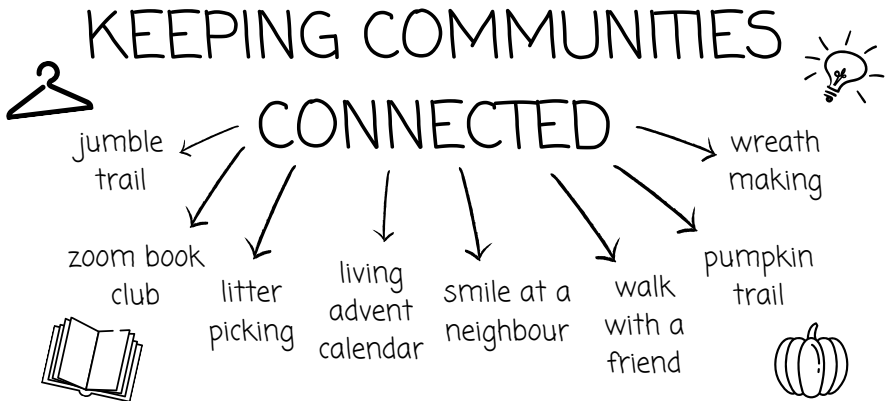 KEEPING COMMUNITIES
CONNECTED
jumble
trail
zoom book
club
litter
picking
living
advent
calendar
smile at a
neighbour
walk
with a
friend
pumpkin
trail
wreath
making